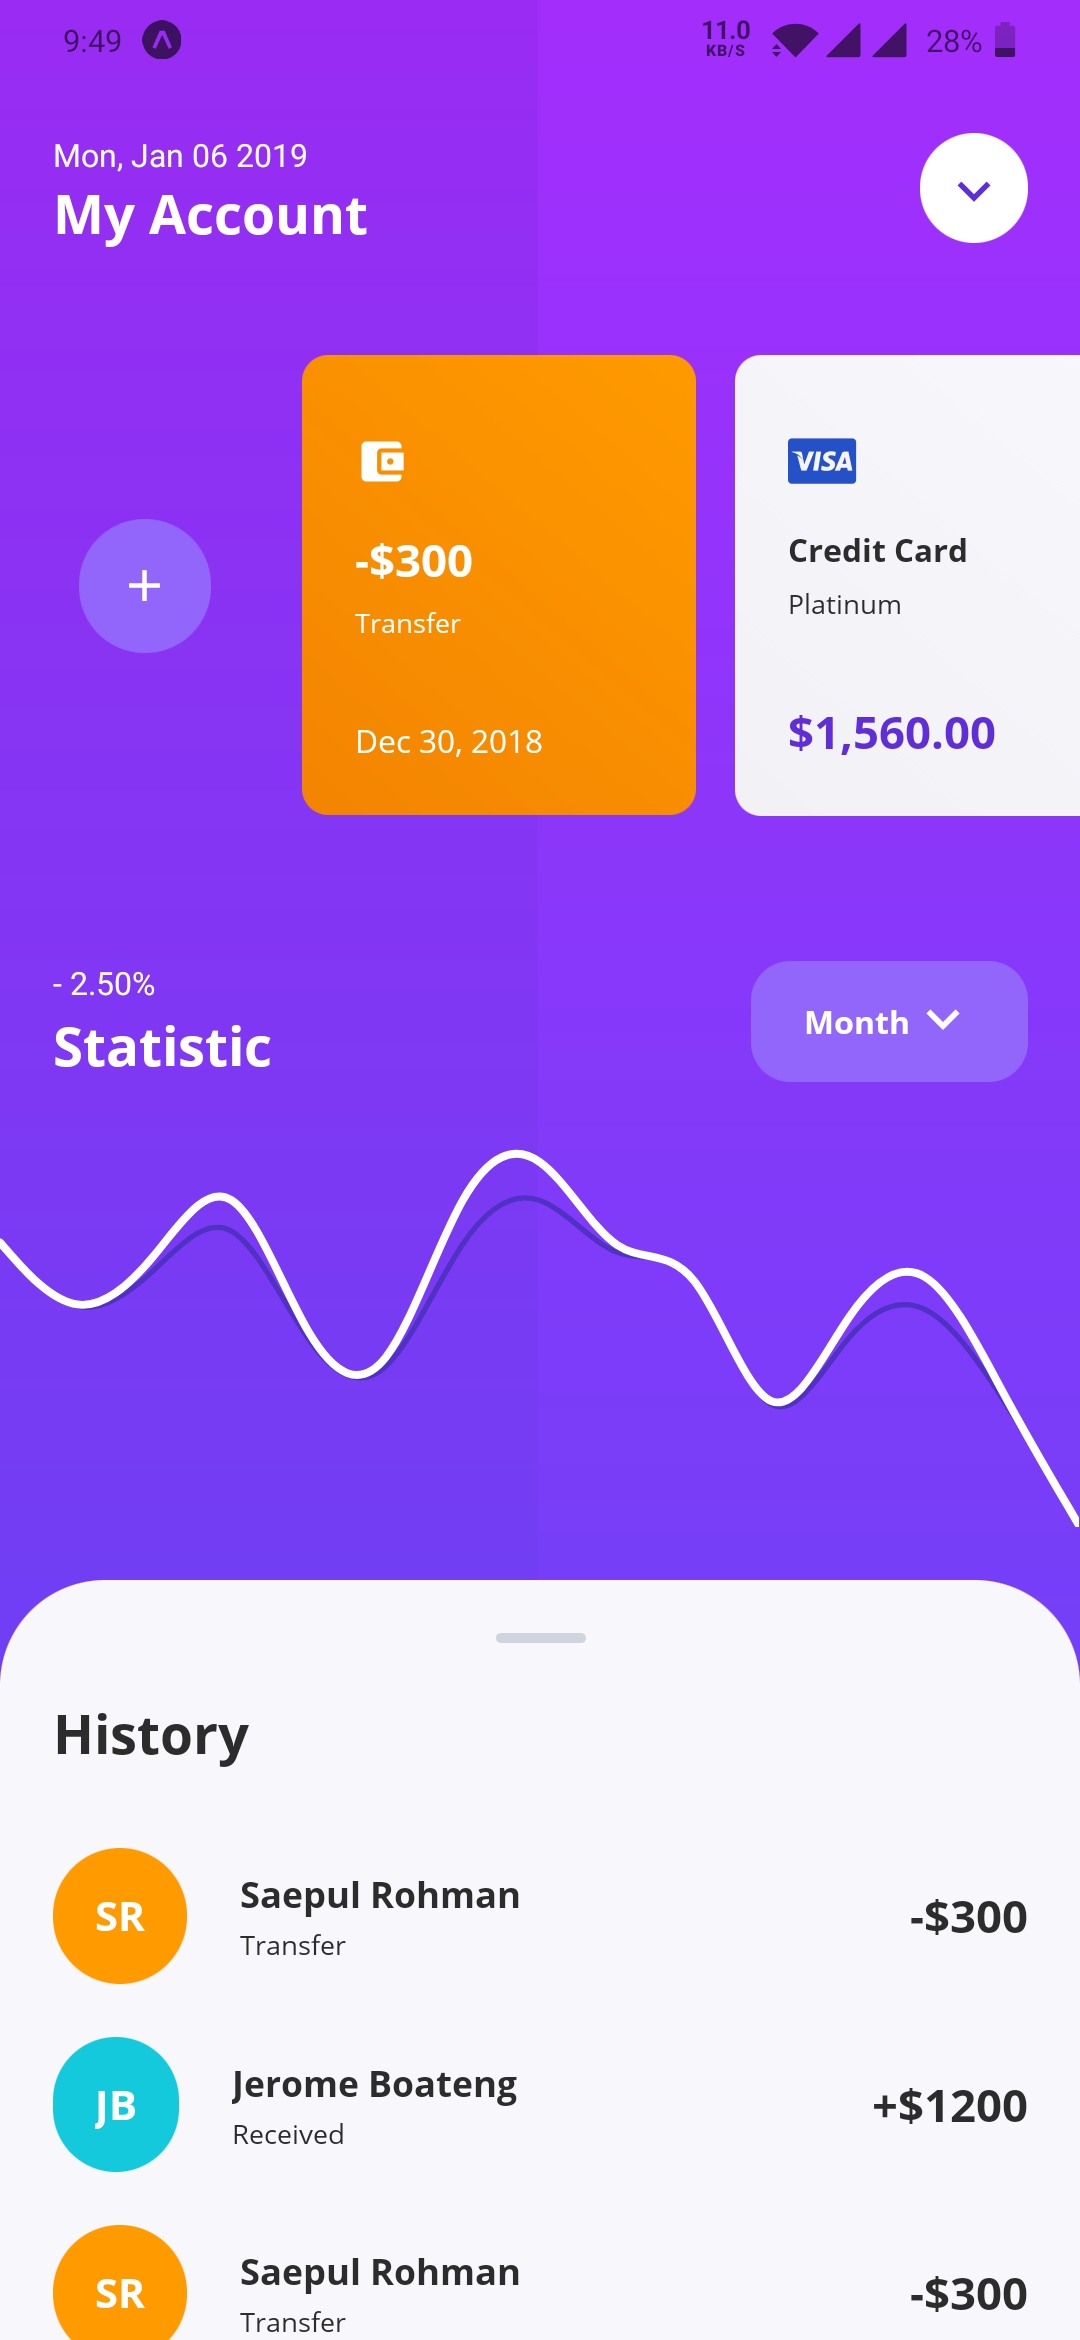 9:49
11.0
KB/S
28%
Mon, Jan 06 2019
My Account
-$300
Transfer
Dec 30, 2018
VISA
Credit Card
Platinum
$1,560.00
- 2.50%
Statistic
Month
History
SR
Saepul Rohman
Transfer
-$300
JB
Jerome Boateng
Received
+$1200
SR
Saepul Rohman
Transfer
-$300